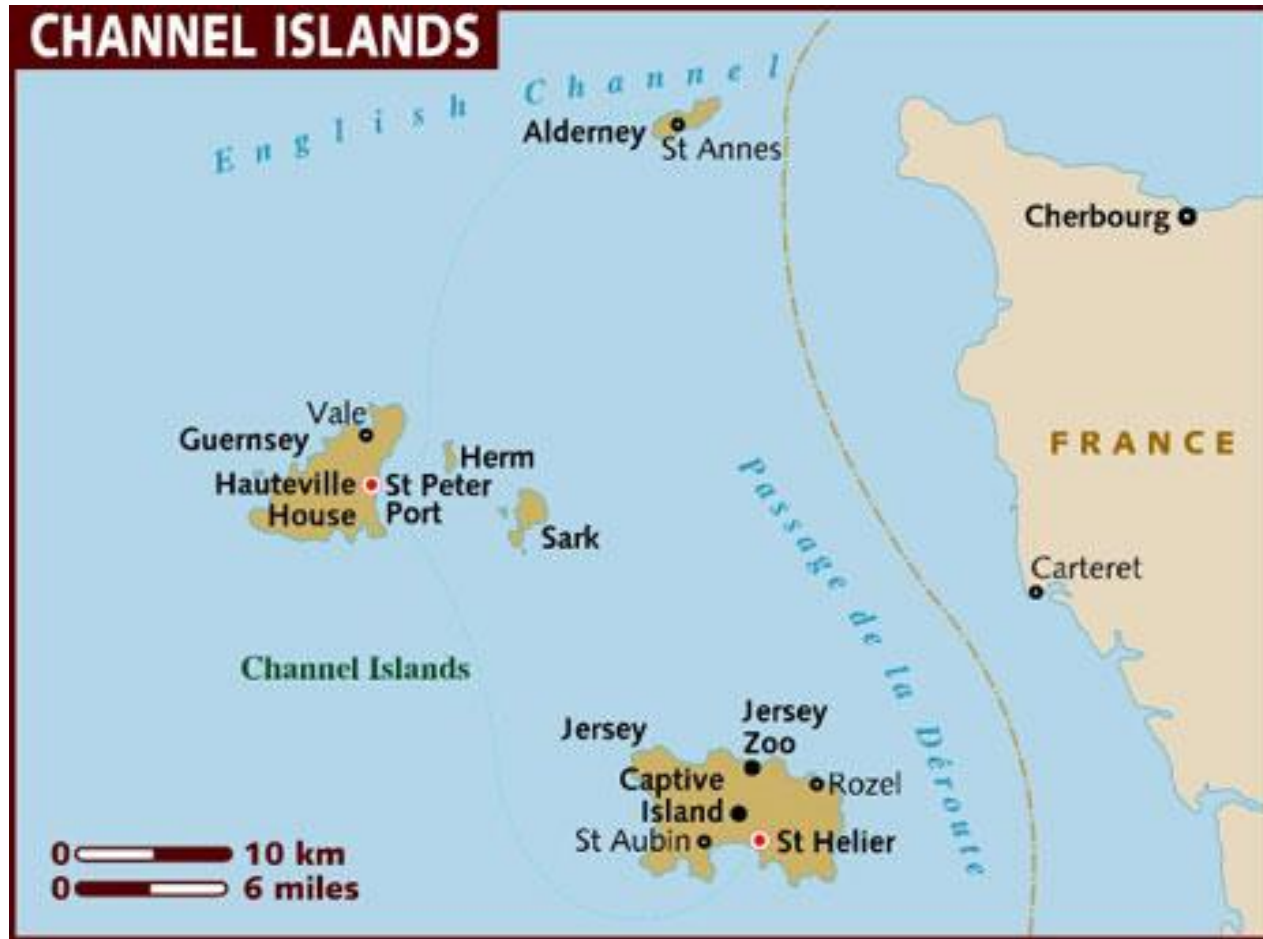 CHANNEL ISLANDS
English Channel
Alderney
St Annes
Cherbourg
Vale
Guernsey
Herm
FRANCE
Hauteville
House
St Peter
Port
Sark
Passage de la Déroute
Carteret
Channel Islands
Jersey
Jersey
Zoo
Captive
Island
Rozel
St Aubin
St Helier
0 10 km
0 6 miles